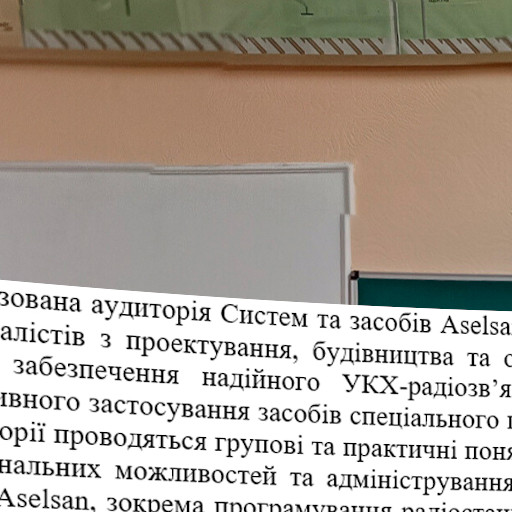 зована аудиторія Систем та засобів Aselsa
алістів з проектування, будівництва та
забезпечення надійного УКХ-радіозв’я
ивного застосування засобів спеціального
орії проводяться групові та практичні поня
нальних можливостей та адміністрування
Aselsan, зокрема програмування радіостан